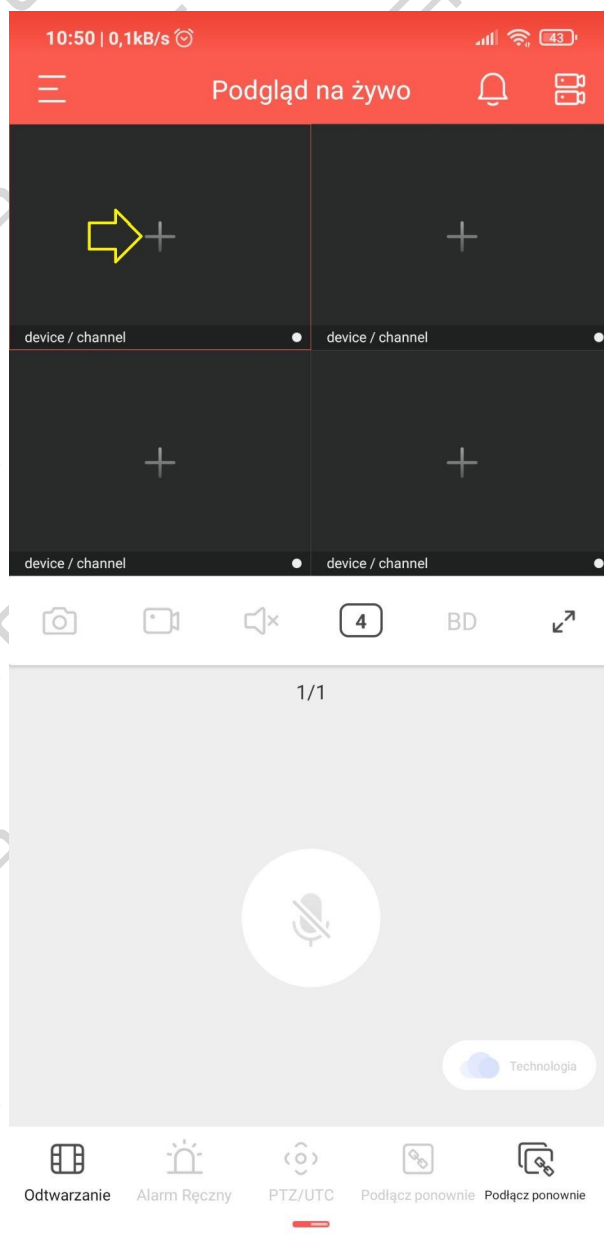 10:50 | 0,1kB/s 43
Podgląd na żywo
device / channel device / channel
device / channel device / channel
4 BD
1/1
Technologia
Odtwarzanie Alarm Ręczny PTZ/UTC Podłącz ponownie Podłącz ponownie